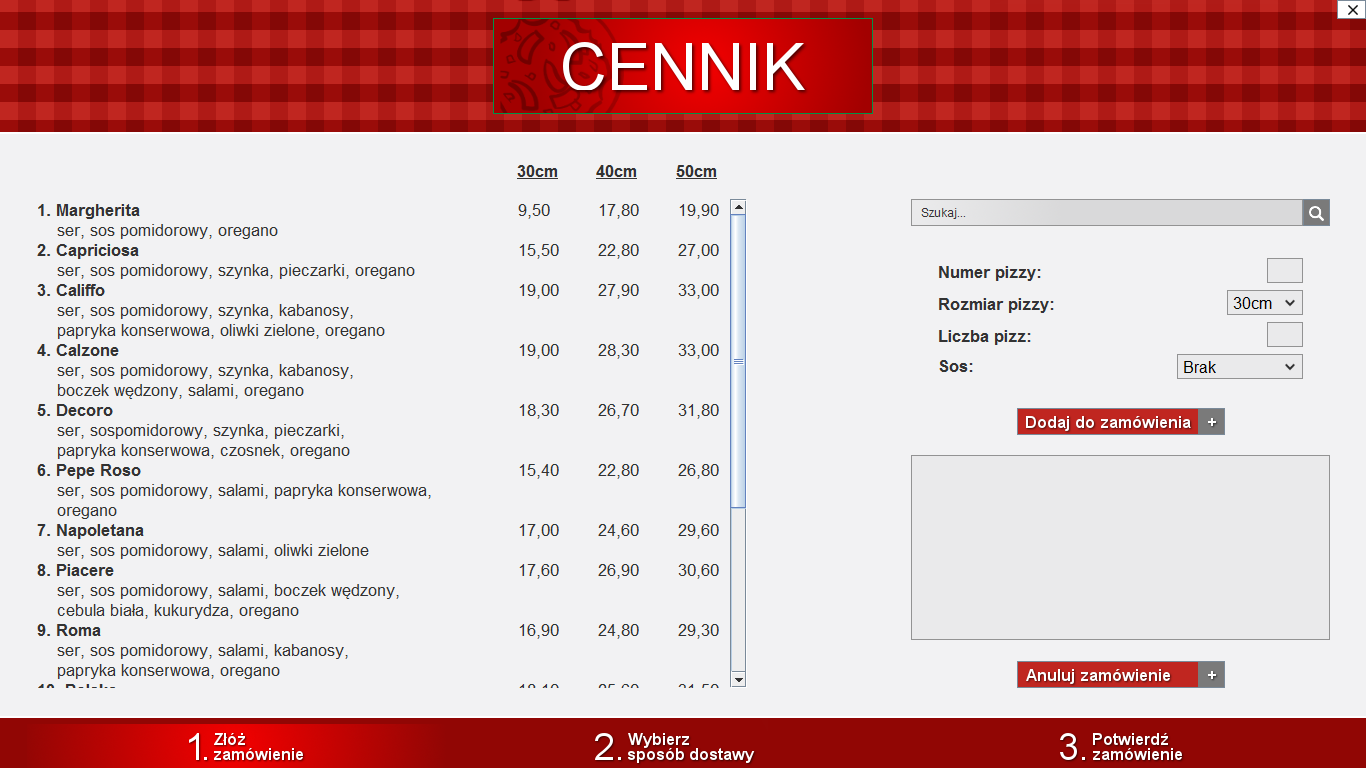 CENNIK
30cm 40cm 50cm
1. Margherita 9,50 17,80 19,90
ser, sos pomidorowy, oregano
2. Capriciosa 15,50 22,80 27,00
ser, sos pomidorowy, szynka, pieczarki, oregano
3. Califfo 19,00 27,90 33,00
ser, sos pomidorowy, szynka, kabanosy,
papryka konserwowa, oliwki zielone, oregano
4. Calzone 19,00 28,30 33,00
ser, sos pomidorowy, szynka, kabanosy,
boczek wędzony, salami, oregano
5. Decoro 18,30 26,70 31,80
ser, sospomidorowy, szynka, pieczarki,
papryka konserwowa, czosnek, oregano
6. Pepe Roso 15,40 22,80 26,80
ser, sos pomidorowy, salami, papryka konserwowa,
oregano
7. Napoletana 17,00 24,60 29,60
ser, sos pomidorowy, salami, oliwki zielone
8. Piacere 17,60 26,90 30,60
ser, sos pomidorowy, salami, boczek wędzony,
cebula biała, kukurydza, oregano
9. Roma 16,90 24,80 29,30
ser, sos pomidorowy, salami, kabanosy,
papryka konserwowa, oregano
Szukaj...
Numer pizzy:
Rozmiar pizzy: 30cm
Liczba pizz:
Sos: Brak
Dodaj do zamówienia +
Anuluj zamówienie +
1. Złóż
zamówienie
2. Wybierz
sposób dostawy
3. Potwierdź
zamówienie